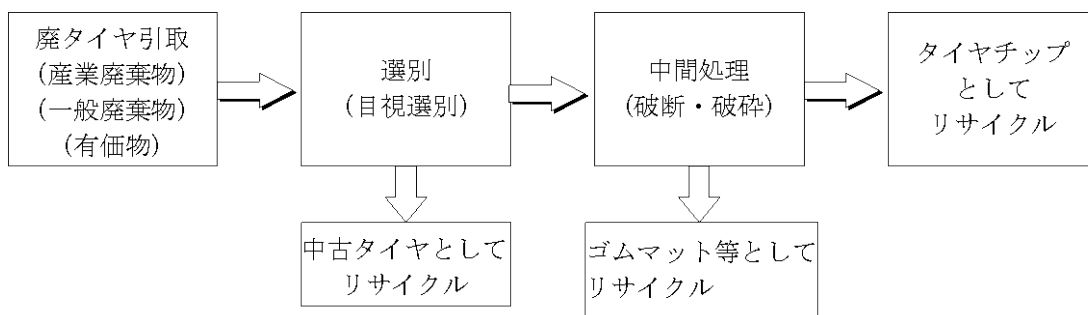 廃タイヤ引取
(産業廃棄物)
(一般廃棄物)
(有価物)
選別
(目視選別)
中間処理
(破断・破砕)
タイヤチップ
として
リサイクル
中古タイヤとして
リサイクル
ゴムマット等として
リサイクル